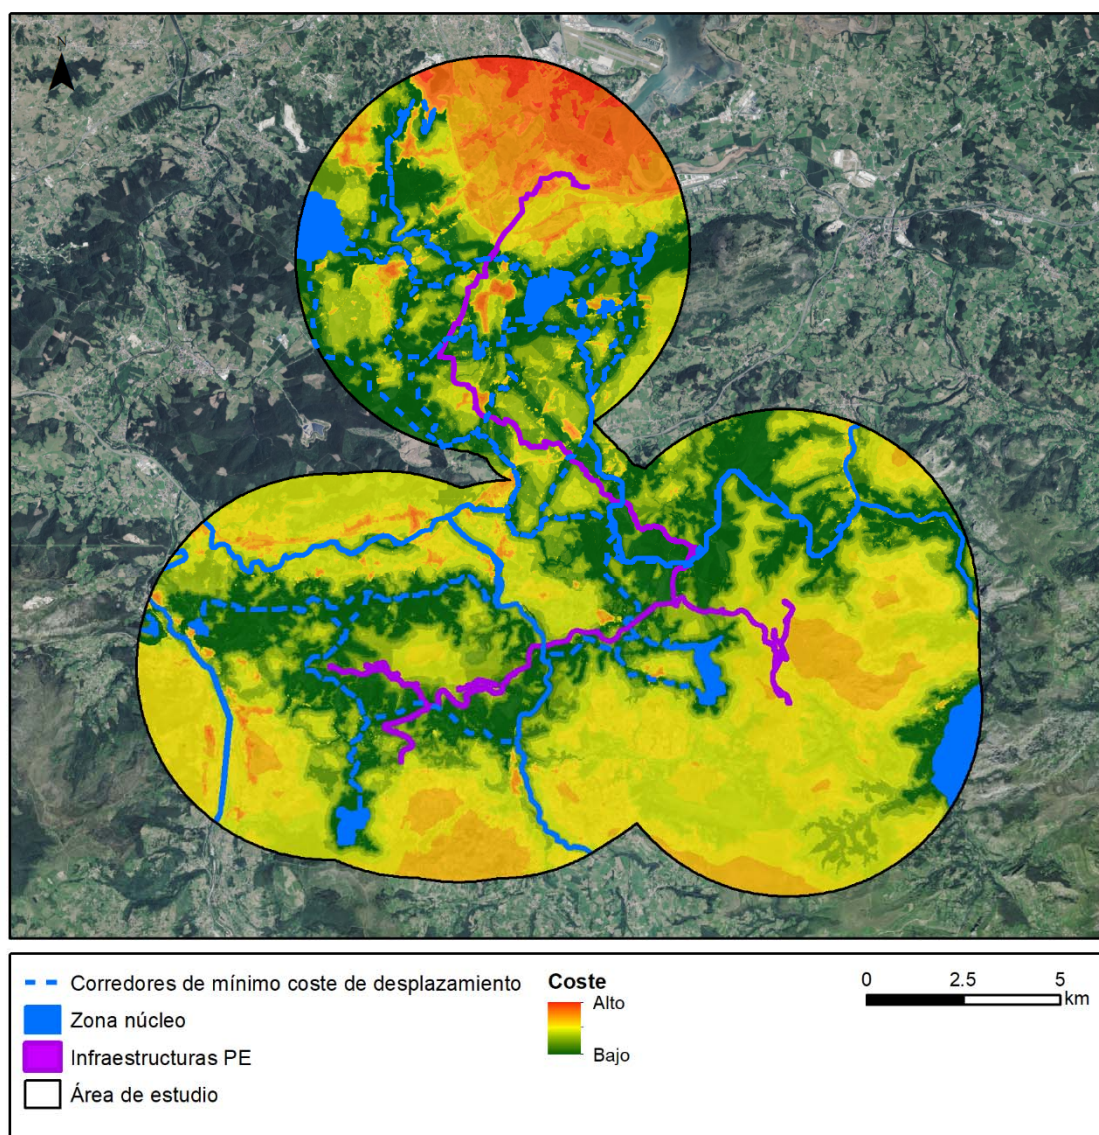 N
Corredores de mínimo coste de desplazamiento
Zona núcleo
Infraestructuras PE
Área de estudio
Coste
Alto
Bajo
0 2.5 5
km